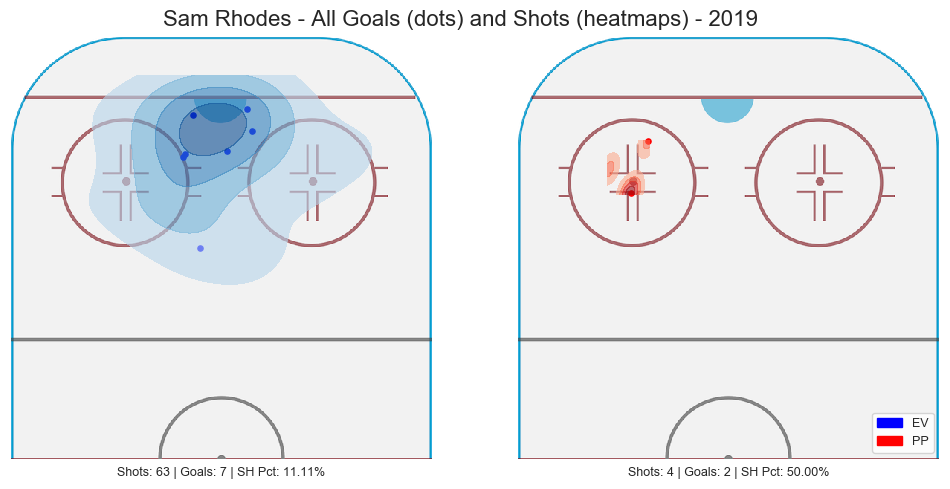 Sam Rhodes - All Goals (dots) and Shots (heatmaps) - 2019
EV
PP
Shots: 63 | Goals: 7 | SH Pct: 11.11%
Shots: 4 | Goals: 2 | SH Pct: 50.00%